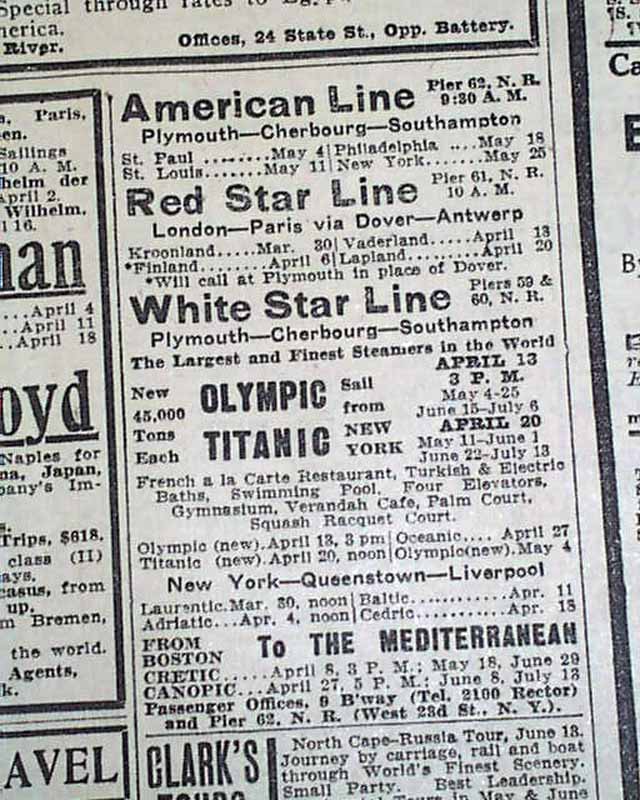 Special through rates to
merica.
River.
Offices, 24 State St., Opp. Battery.
American Line Pier 62, N. R.
9:30 A. M.
Plymouth—Cherbourg—Southampton
St. Paul ........May 4|Philadelphia ....May 18
St. Louis.......May 11|New York.......May 25
Red Star Line Pier 61, N. R.
10 A. M.
London—Paris via Dover—Antwerp
Kroonland.....Mar. 30|Vaderland.....April 13
*Finland........April 6|Lapland........April 20
*Will call at Plymouth in place of Dover.
White Star Line Piers 59 &
60, N. R.
Plymouth—Cherbourg—Southampton
The Largest and Finest Steamers in the World
New
45,000
Tons
Each
OLYMPIC
TITANIC
Sail
from
NEW
YORK
APRIL 13
3 P. M.
May 4-25
June 15-July 6
APRIL 20
May 11-June 1
June 22-July 13
French a la Carte Restaurant, Turkish & Electric
Baths, Swimming Pool, Four Elevators,
Gymnasium, Verandah Cafe, Palm Court,
Squash Racquet Court.
Olympic (new).April 13, 3 pm|Oceanic.... April 27
Titanic (new).April 20, noon|Olympic(new).May 4
New York—Queenstown—Liverpool
Laurentic.Mar. 30, noon|Baltic............Apr. 11
Adriatic...Apr. 4, noon|Cedric...........Apr. 18
FROM
BOSTON To THE MEDITERRANEAN
CRETIC.....April 8, 3 P. M.; May 18, June 29
CANOPIC...April 27, 5 P. M.; June 8, July 13
Passenger Offices, 9 B'way (Tel. 2100 Rector)
and Pier 62, N. R. (West 23d St., N. Y.).
CLARK'S
TOURS
North Cape-Russia Tour, June 13.
Journey by carriage, rail and boat
through World's Finest Scenery.
Small Party. Best Leadership.
Tours in May & June
Paris,
en.
Sailings
10 A. M.
helm der
April 2.
Wilhelm.
l 16.
man
....April 4
...April 11
...April 18
oyd
Naples for
na, Japan,
pany's Im-
Trips, $618.
class (II)
ays.
casus, from
up.
m Bremen,
the world.
Agents,
k.
AVEL
Ca
E
B